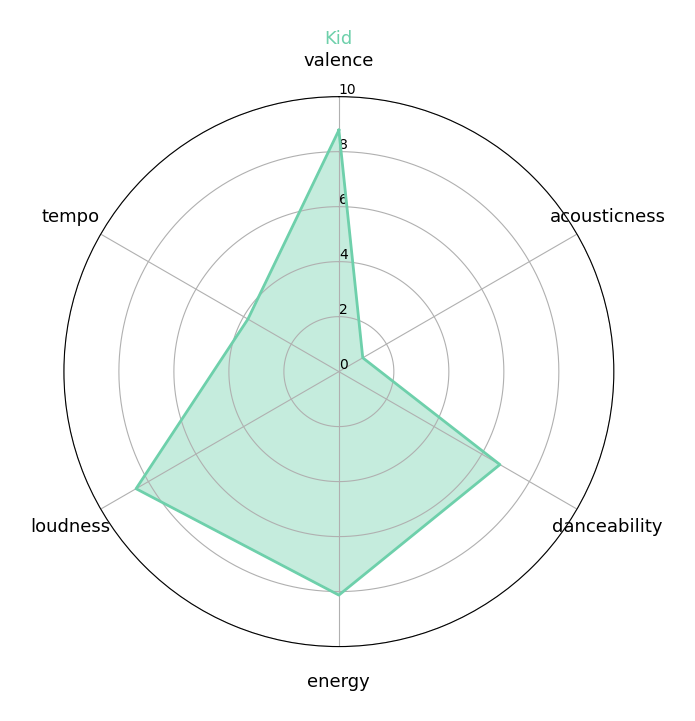 Kid
valence
10
8
6
4
2
0
tempo
acousticness
loudness
danceability
energy